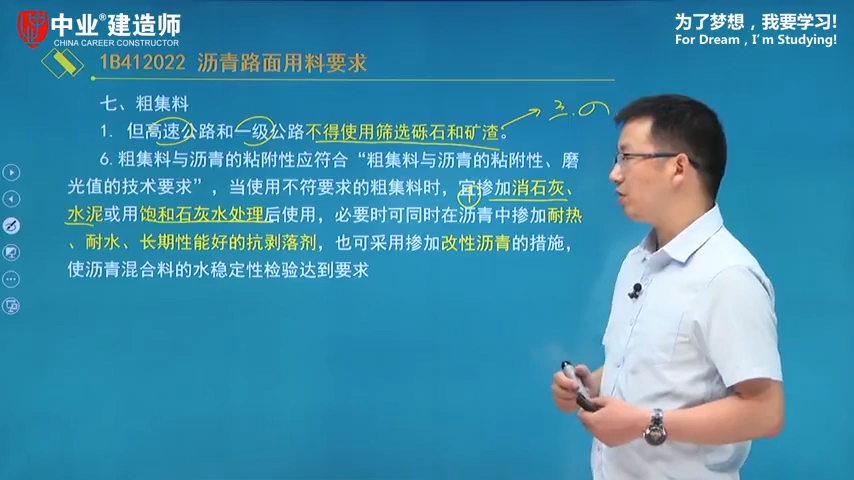 中业®建造师
CHINA CAREER CONSTRUCTOR
为了梦想，我要学习!
For Dream , I'm Studying!
1B412022 沥青路面用料要求
七、粗集料
1. 但高速公路和一级公路不得使用筛选砾石和矿渣。
6. 粗集料与沥青的粘附性应符合“粗集料与沥青的粘附性、磨
光值的技术要求”，当使用不符要求的粗集料时，宜掺加消石灰、
水泥或用饱和石灰水处理后使用，必要时可同时在沥青中掺加耐热
、耐水、长期性能好的抗剥落剂，也可采用掺加改性沥青的措施，
使沥青混合料的水稳定性检验达到要求